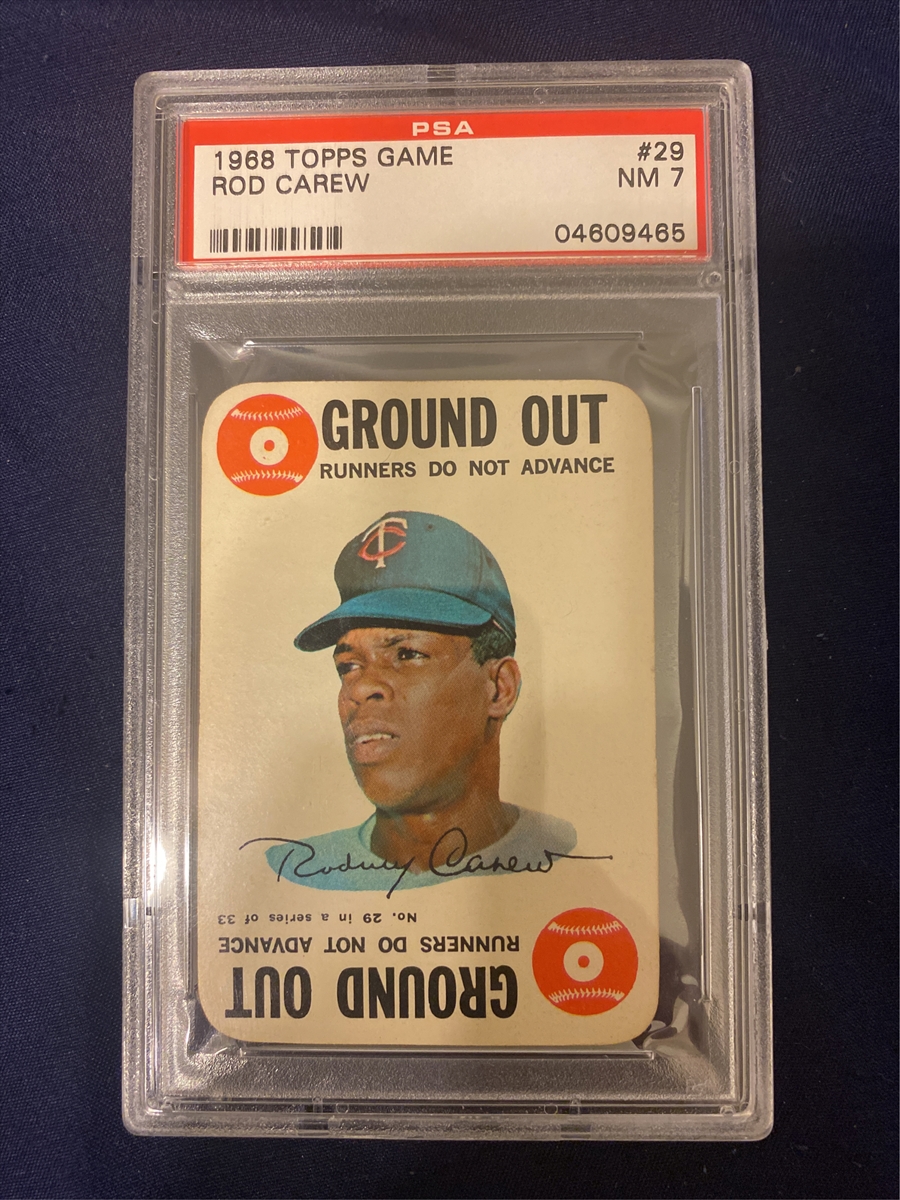 PSA
1968 TOPPS GAME #29
ROD CAREW NM 7
04609465
GROUND OUT
RUNNERS DO NOT ADVANCE
TC
Rodney Carew
No. 29 in a series of 33
RUNNERS DO NOT ADVANCE
GROUND OUT